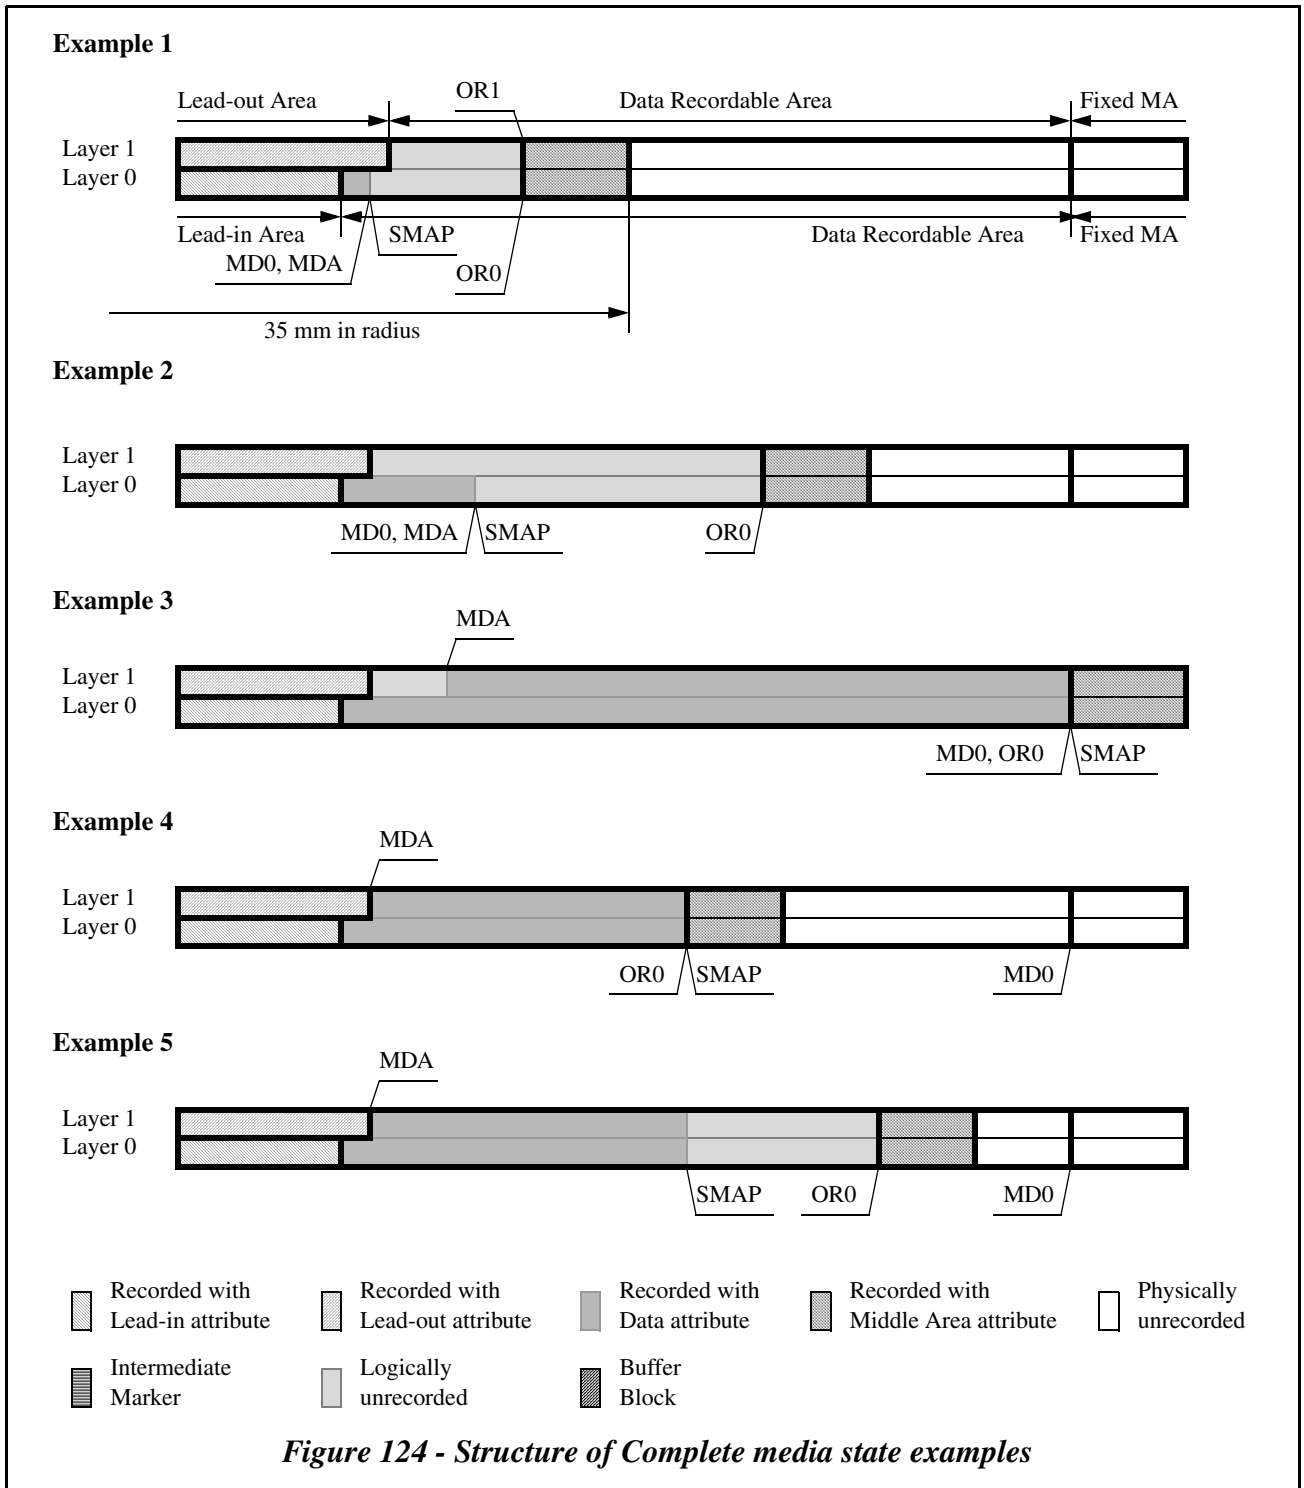 Example 1
OR1
Lead-out Area
Data Recordable Area
Fixed MA
Layer 1
Layer 0
Lead-in Area
SMAP
Data Recordable Area
Fixed MA
MD0, MDA
OR0
35 mm in radius
Example 2
Layer 1
Layer 0
MD0, MDA
SMAP
OR0
Example 3
MDA
Layer 1
Layer 0
MD0, OR0
SMAP
Example 4
MDA
Layer 1
Layer 0
OR0
SMAP
MD0
Example 5
MDA
Layer 1
Layer 0
SMAP
OR0
MD0
Recorded with
Lead-in attribute
Recorded with
Lead-out attribute
Recorded with
Data attribute
Recorded with
Middle Area attribute
Physically
unrecorded
Intermediate
Marker
Logically
unrecorded
Buffer
Block
Figure 124 - Structure of Complete media state examples